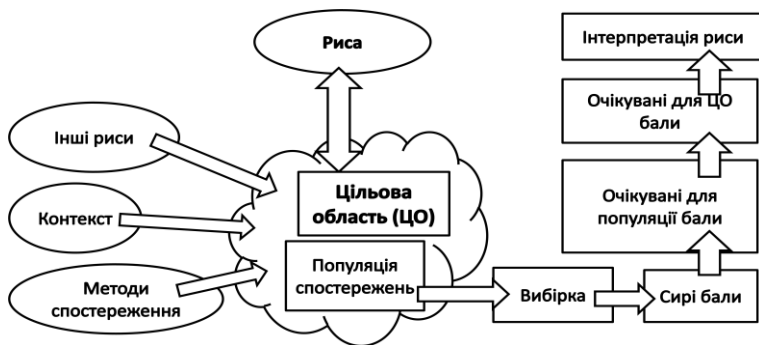 Риса
Інтерпретація риси
Очікувані для ЦО
бали
Інші риси
Цільова
область (ЦО)
Очікувані для
популяції бали
Контекст
Популяція
спостережень
Методи
спостереження
Вибірка
Сирі бали